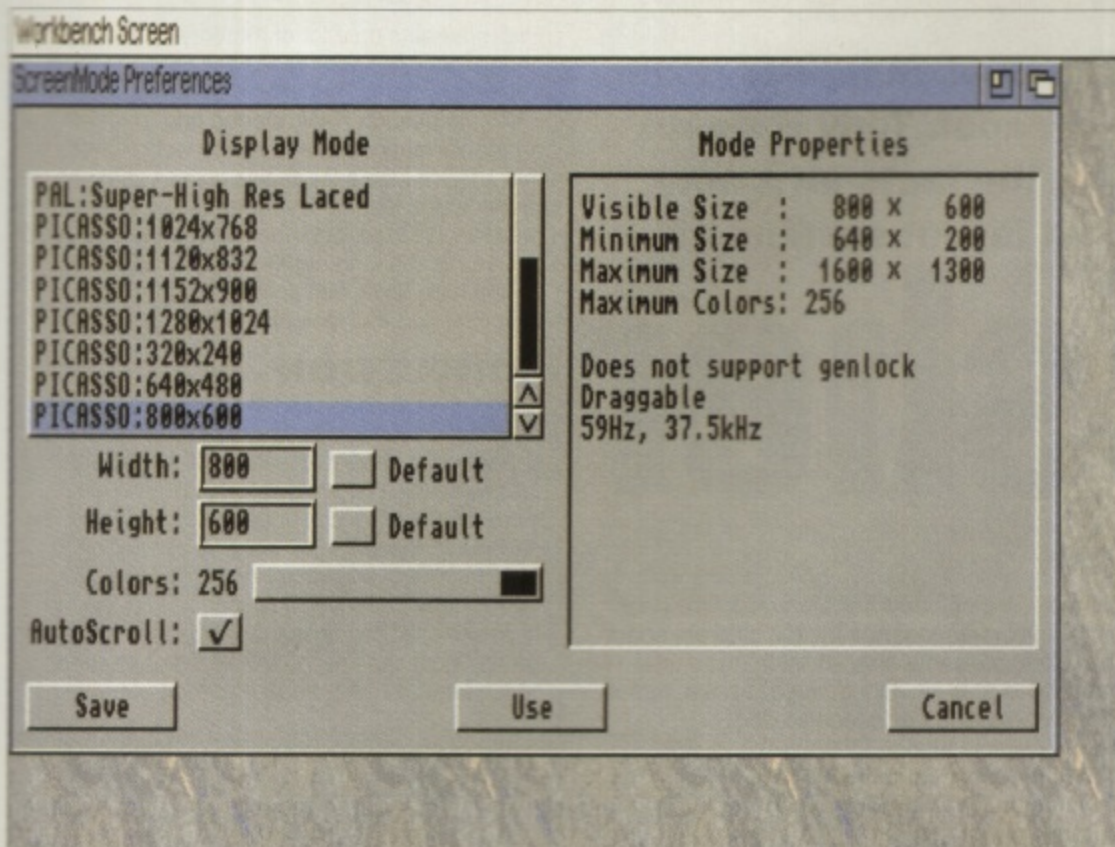 Workbench Screen
ScreenMode Preferences
Display Mode
PAL:Super-High Res Laced
PICASSO:1024x768
PICASSO:1120x832
PICASSO:1152x900
PICASSO:1280x1024
PICASSO:320x240
PICASSO:640x480
PICASSO:800x600
Width: 800 Default
Height: 600 Default
Colors: 256
AutoScroll: ✓
Mode Properties
Visible Size : 800 x 600
Minimum Size : 640 x 200
Maximum Size : 1600 x 1300
Maximum Colors: 256
Does not support genlock
Draggable
59Hz, 37.5kHz
Save
Use
Cancel